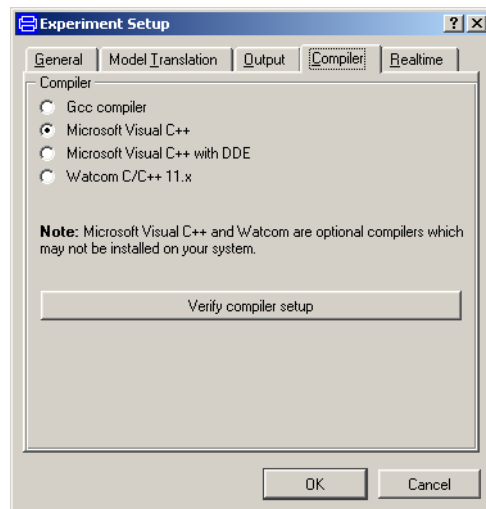 Experiment Setup
General Model Translation Output Compiler Realtime
Compiler
Gcc compiler
Microsoft Visual C++
Microsoft Visual C++ with DDE
Watcom C/C++ 11.x
Note: Microsoft Visual C++ and Watcom are optional compilers which
may not be installed on your system.
Verify compiler setup
OK Cancel